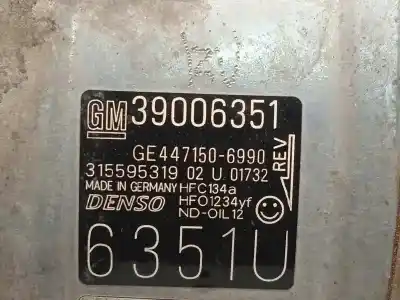 GM 39006351
GE447150-6990
315595319 02 U 01732
MADE IN GERMANY HFC134a
DENSO HFO1234yf
ND-OIL12
REV
6351U